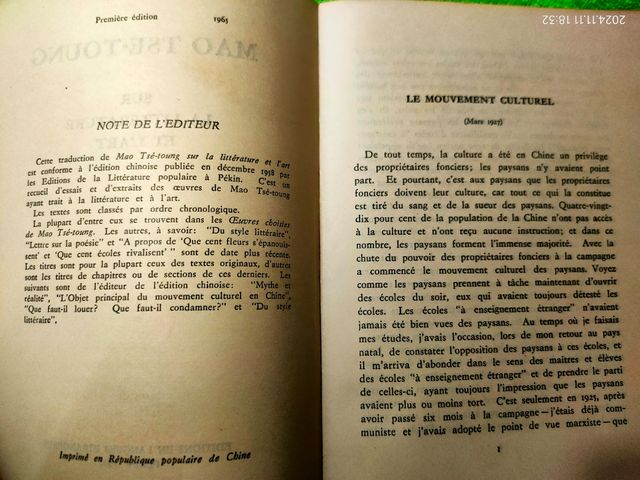 Première édition 1965
NOTE DE L'EDITEUR
Cette traduction de Mao Tsé-toung sur la littérature et l'art
est conforme à l'édition chinoise publiée en décembre 1958 par
les Editions de la Littérature populaire à Pékin. C'est un
recueil d'essais et d'extraits des œuvres de Mao Tsé-toung
ayant trait à la littérature et à l'art.
Les textes sont classés par ordre chronologique.
La plupart d'entre eux se trouvent dans les Œuvres choisies
de Mao Tsé-toung. Les autres, à savoir: "Du style littéraire",
"Lettre sur la poésie" et "A propos de 'Que cent fleurs s'épanouis-
sent' et 'Que cent écoles rivalisent' " sont de date plus récente.
Les titres sont pour la plupart ceux des textes originaux, d'autres
sont les titres de chapitres ou de sections de ces derniers. Les
suivants sont de l'éditeur de l'édition chinoise: "Mythe et
réalité", "L'Objet principal du mouvement culturel en Chine",
"Que faut-il louer? Que faut-il condamner?" et "Du style
littéraire".
Imprimé en République populaire de Chine
2024.11.11 18:32
LE MOUVEMENT CULTUREL
(Mars 1927)
De tout temps, la culture a été en Chine un privilège
des propriétaires fonciers; les paysans n'y avaient point
part. Et pourtant, c'est aux paysans que les propriétaires
fonciers doivent leur culture, car tout ce qui la constitue
est tiré du sang et de la sueur des paysans. Quatre-vingt-
dix pour cent de la population de la Chine n'ont pas accès
à la culture et n'ont reçu aucune instruction; et dans ce
nombre, les paysans forment l'immense majorité. Avec la
chute du pouvoir des propriétaires fonciers à la campagne
a commencé le mouvement culturel des paysans. Voyez
comme les paysans prennent à tâche maintenant d'ouvrir
des écoles du soir, eux qui avaient toujours détesté les
écoles. Les écoles "à enseignement étranger" n'avaient
jamais été bien vues des paysans. Au temps où je faisais
mes études, j'avais l'occasion, lors de mon retour au pays
natal, de constater l'opposition des paysans à ces écoles, et
il m'arriva d'abonder dans le sens des maîtres et élèves
des écoles "à enseignement étranger" et de prendre le parti
de celles-ci, ayant toujours l'impression que les paysans
avaient plus ou moins tort. C'est seulement en 1925, après
avoir passé six mois à la campagne — j'étais déjà com-
muniste et j'avais adopté le point de vue marxiste — que
1